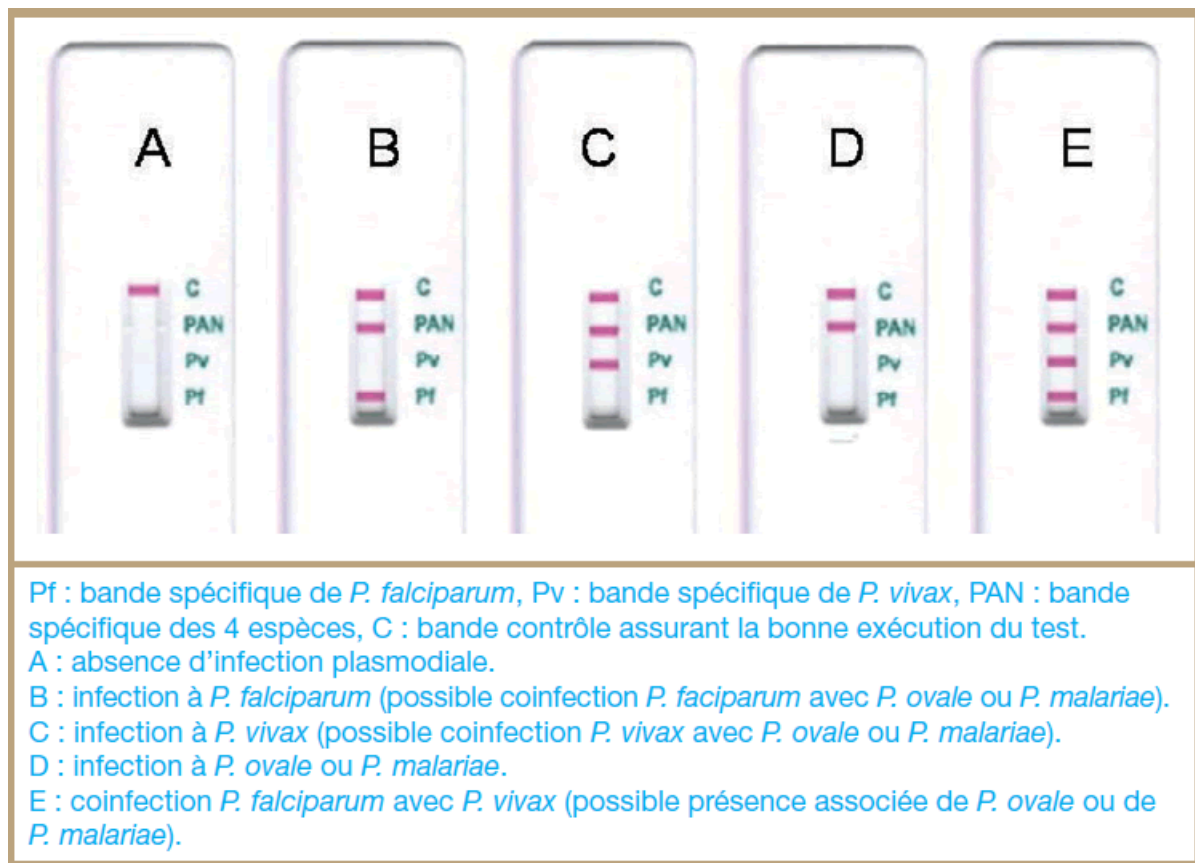 A B C D E
C C C C C
PAN PAN PAN PAN PAN
Pv Pv Pv Pv Pv
Pf Pf Pf Pf Pf
Pf : bande spécifique de P. falciparum, Pv : bande spécifique de P. vivax, PAN : bande
spécifique des 4 espèces, C : bande contrôle assurant la bonne exécution du test.
A : absence d'infection plasmodiale.
B : infection à P. falciparum (possible coinfection P. faciparum avec P. ovale ou P. malariae).
C : infection à P. vivax (possible coinfection P. vivax avec P. ovale ou P. malariae).
D : infection à P. ovale ou P. malariae.
E : coinfection P. falciparum avec P. vivax (possible présence associée de P. ovale ou de
P. malariae).